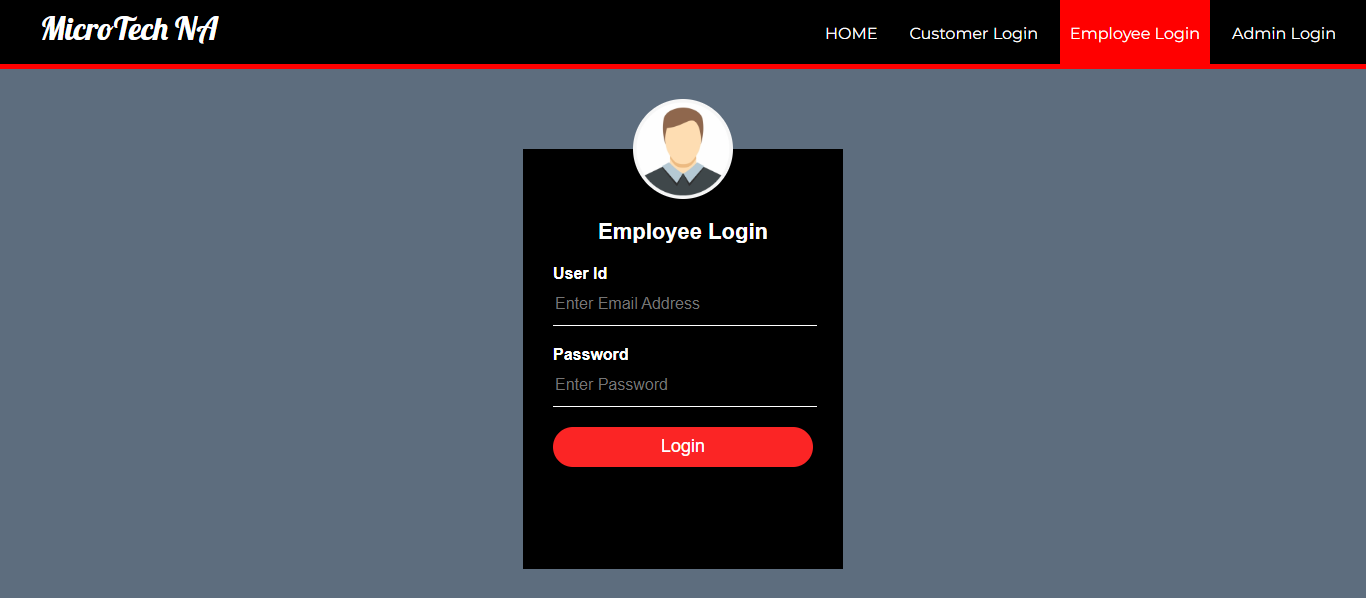 MicroTech NA
HOME Customer Login Employee Login Admin Login
Employee Login
User Id
Enter Email Address
Password
Enter Password
Login